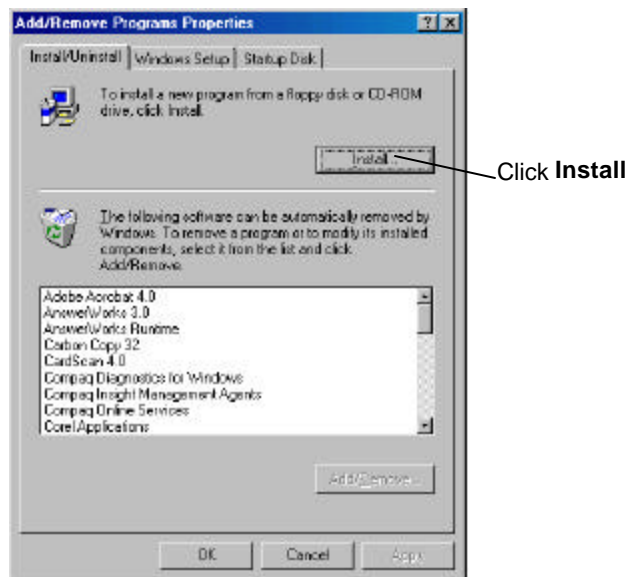 Add/Remove Programs Properties
Install/Uninstall Windows Setup Startup Disk
To install a new program from a floppy disk or CD-ROM
drive, click Install.
Install...
Click Install
The following software can be automatically removed by
Windows. To remove a program or to modify its installed
components, select it from the list and click
Add/Remove.
Adobe Acrobat 4.0
AnswerWorks 3.0
AnswerWorks Runtime
Carbon Copy 32
CardScan 4.0
Compaq Diagnostics for Windows
Compaq Insight Management Agents
Compaq Online Services
Corel Applications
Add/Remove...
OK Cancel Apply